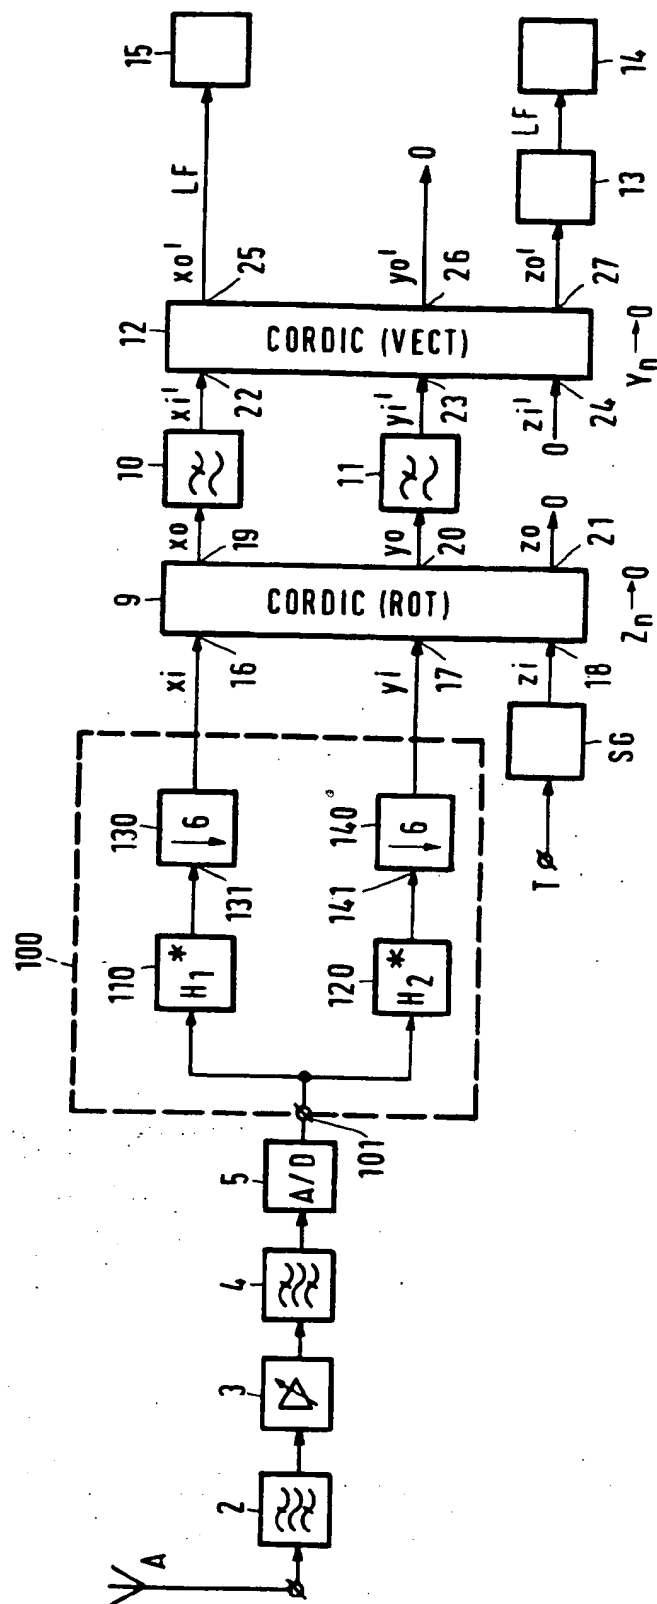 A
2
3
4
5
A/D
101
100
110
H1*
120
H2*
130
↓6
131
140
↓6
141
T
SG
xi
16
yi
17
zi
18
9
CORDIC (ROT)
Zn→0
xo
19
yo
20
zo
21
0
10
11
xi'
22
yi'
23
zi'
24
0
12
CORDIC (VECT)
Yn→0
xo'
25
yo'
26
0
zo'
27
LF
15
13
LF
14